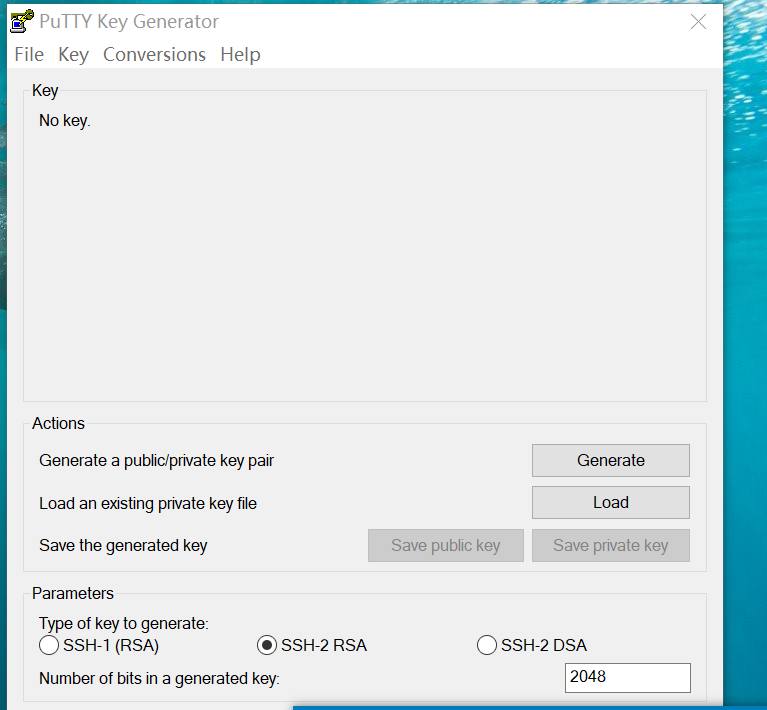 PuTTY Key Generator
File Key Conversions Help
Key
No key.
Actions
Generate a public/private key pair
Generate
Load an existing private key file
Load
Save the generated key
Save public key
Save private key
Parameters
Type of key to generate:
SSH-1 (RSA)
SSH-2 RSA
SSH-2 DSA
Number of bits in a generated key:
2048